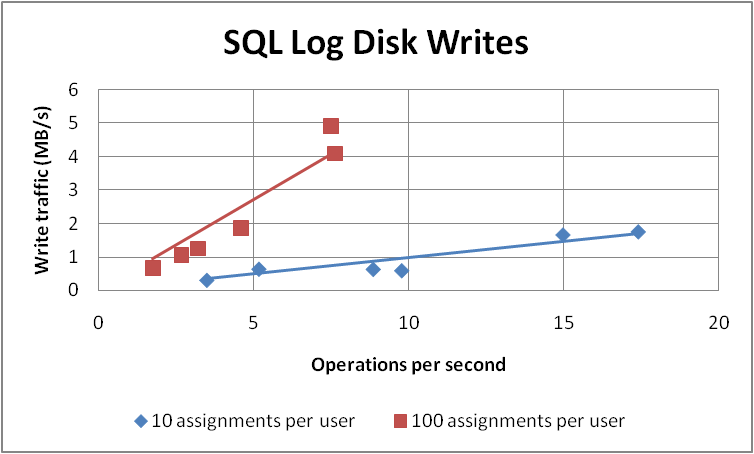 SQL Log Disk Writes
Write traffic (MB/s)
6
5
4
3
2
1
0
0 5 10 15 20
Operations per second
10 assignments per user 100 assignments per user